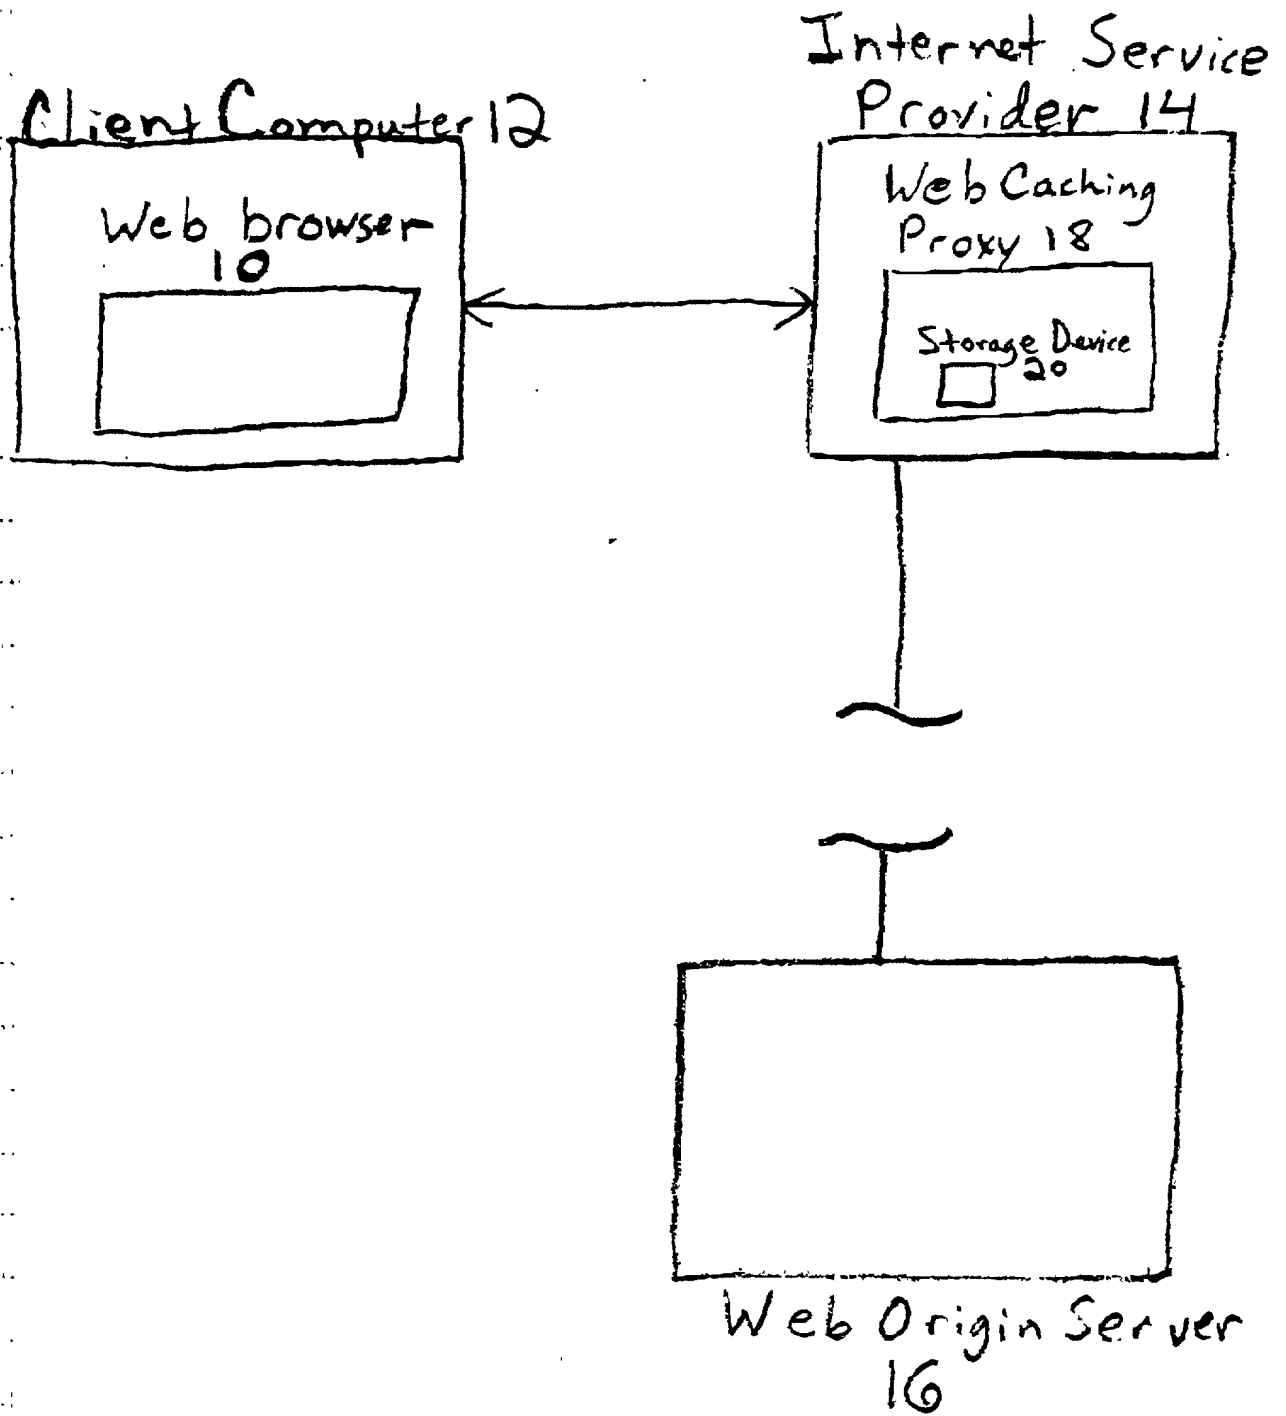 Client Computer 12
Web browser
10
Internet Service
Provider 14
Web Caching
Proxy 18
Storage Device
20
Web Origin Server
16